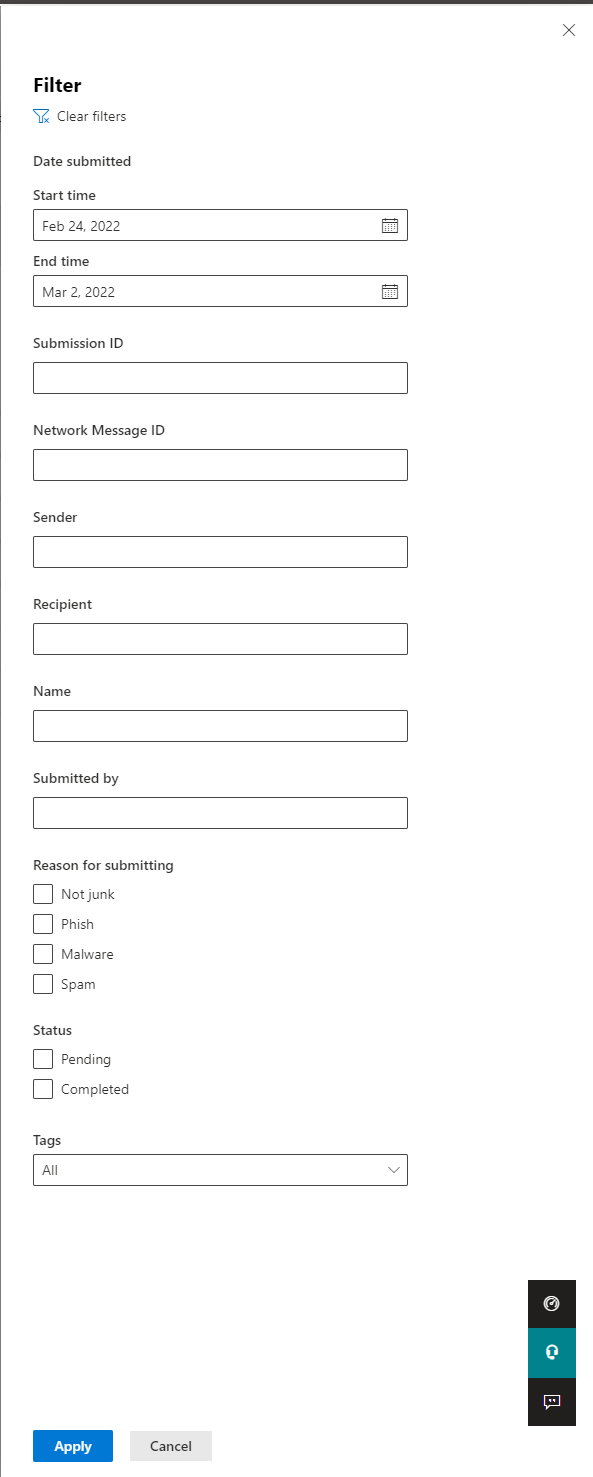 Filter
Clear filters
Date submitted
Start time
Feb 24, 2022
End time
Mar 2, 2022
Submission ID
Network Message ID
Sender
Recipient
Name
Submitted by
Reason for submitting
Not junk
Phish
Malware
Spam
Status
Pending
Completed
Tags
All
Apply Cancel